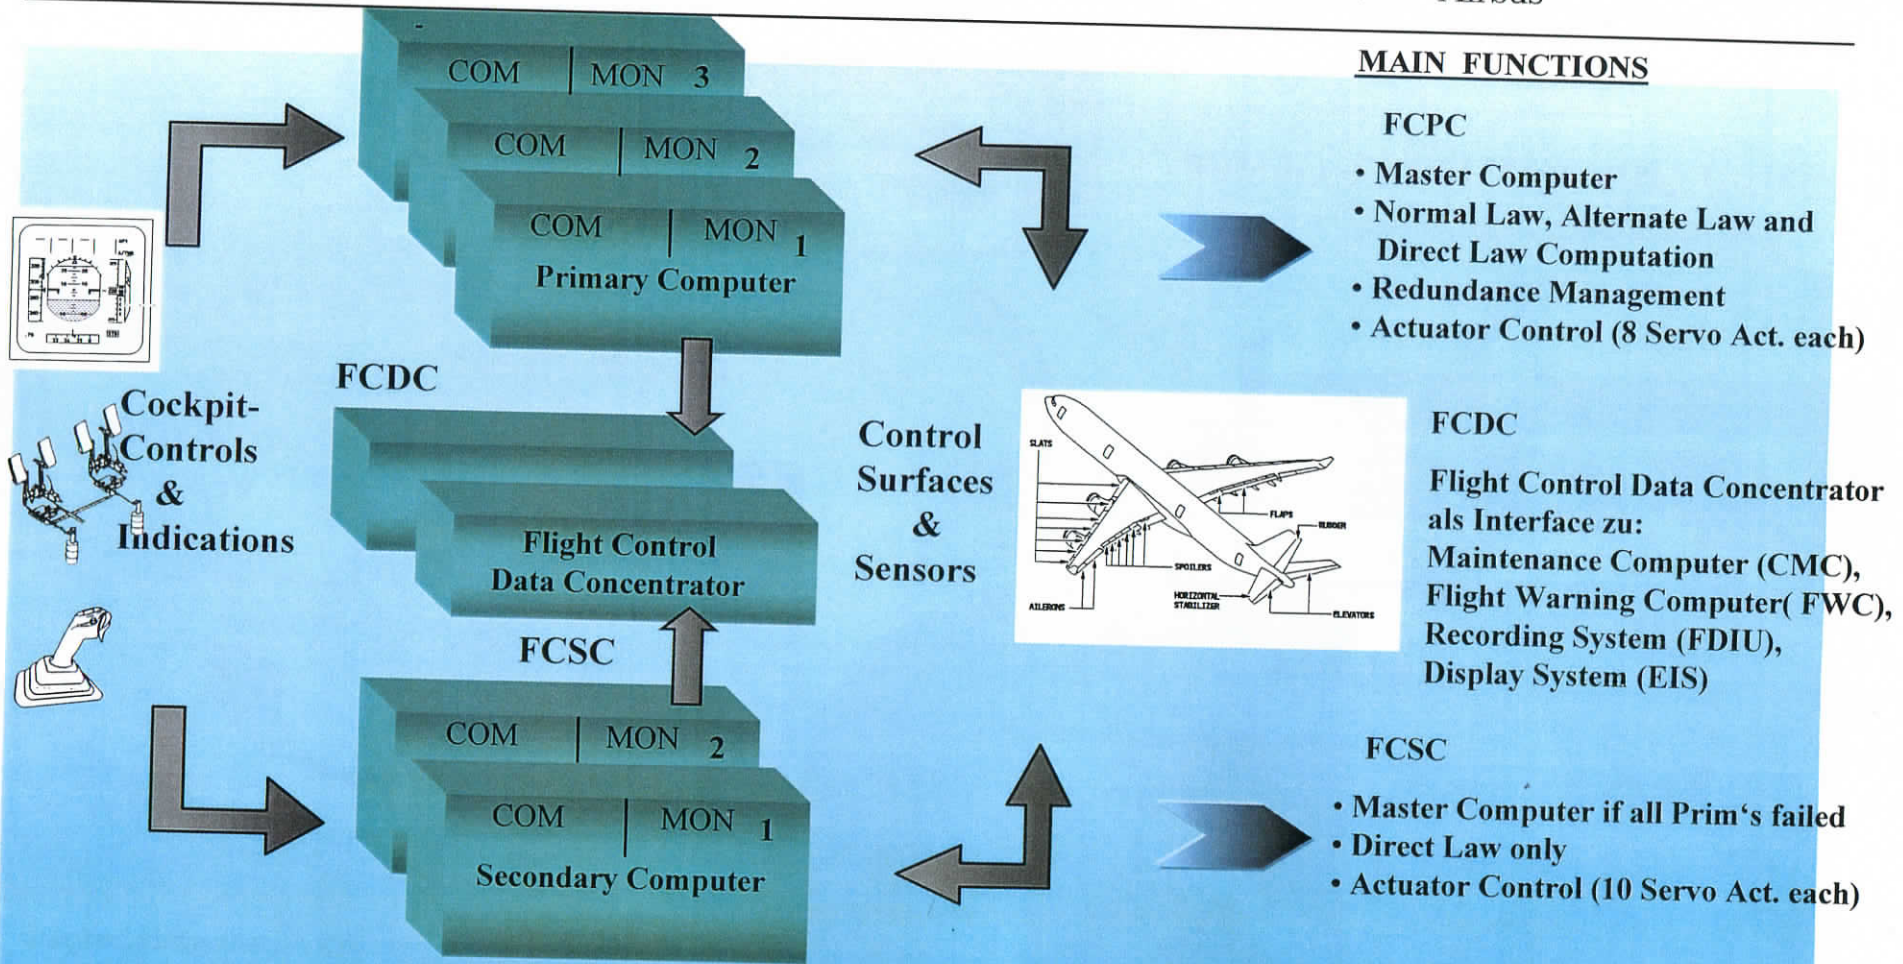 MAIN FUNCTIONS
COM MON 3
COM MON 2
COM MON 1
Primary Computer
FCPC
• Master Computer
• Normal Law, Alternate Law and
Direct Law Computation
• Redundance Management
• Actuator Control (8 Servo Act. each)
FCDC
Flight Control
Data Concentrator
Cockpit-
Controls
&
Indications
Control
Surfaces
&
Sensors
SLATS
FLAPS
RUDDER
SPOILERS
AILERONS
HORIZONTAL
STABILIZER
ELEVATORS
FCDC
Flight Control Data Concentrator
als Interface zu:
Maintenance Computer (CMC),
Flight Warning Computer( FWC),
Recording System (FDIU),
Display System (EIS)
FCSC
COM MON 2
COM MON 1
Secondary Computer
FCSC
• Master Computer if all Prim's failed
• Direct Law only
• Actuator Control (10 Servo Act. each)